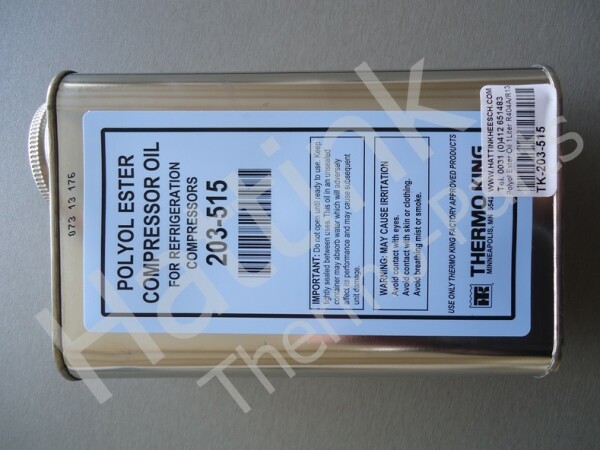 POLYOL ESTER
COMPRESSOR OIL
FOR REFRIGERATION
COMPRESSORS
203-515
IMPORTANT: Do not open until ready to use. Keep
tightly sealed between uses. This oil in an unsealed
container may absorb water which will adversely
affect its performance and may cause subsequent
unit damage.
WARNING: MAY CAUSE IRRITATION
Avoid contact with eyes.
Avoid contact with skin or clothing.
Avoid breathing mist or smoke.
USE ONLY THERMO KING FACTORY APPROVED PRODUCTS
THERMO KING
MINNEAPOLIS, MN
WWW.HATTINKHEESCH.COM
Tel. 0031 (0)412 651483
Polyol Ester Oil 1Liter R404A/R13
TK-203-515
073 13 176
Hattink
Thermo Parts